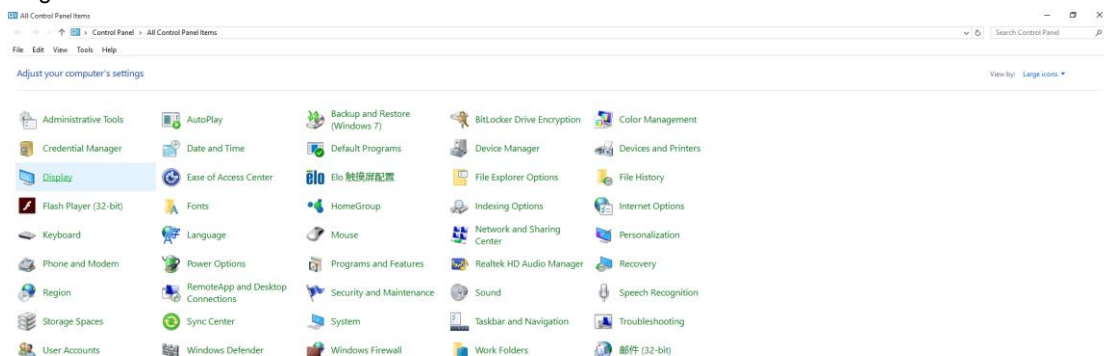 All Control Panel Items
Control Panel > All Control Panel Items
Search Control Panel
File Edit View Tools Help
Adjust your computer's settings
View by: Large icons
Administrative Tools
AutoPlay
Backup and Restore
(Windows 7)
BitLocker Drive Encryption
Color Management
Credential Manager
Date and Time
Default Programs
Device Manager
Devices and Printers
Display
Ease of Access Center
elo Elo 触摸屏配置
File Explorer Options
File History
Flash Player (32-bit)
Fonts
HomeGroup
Indexing Options
Internet Options
Keyboard
Language
Mouse
Network and Sharing
Center
Personalization
Phone and Modem
Power Options
Programs and Features
Realtek HD Audio Manager
Recovery
Region
RemoteApp and Desktop
Connections
Security and Maintenance
Sound
Speech Recognition
Storage Spaces
Sync Center
System
Taskbar and Navigation
Troubleshooting
User Accounts
Windows Defender
Windows Firewall
Work Folders
邮件 (32-bit)